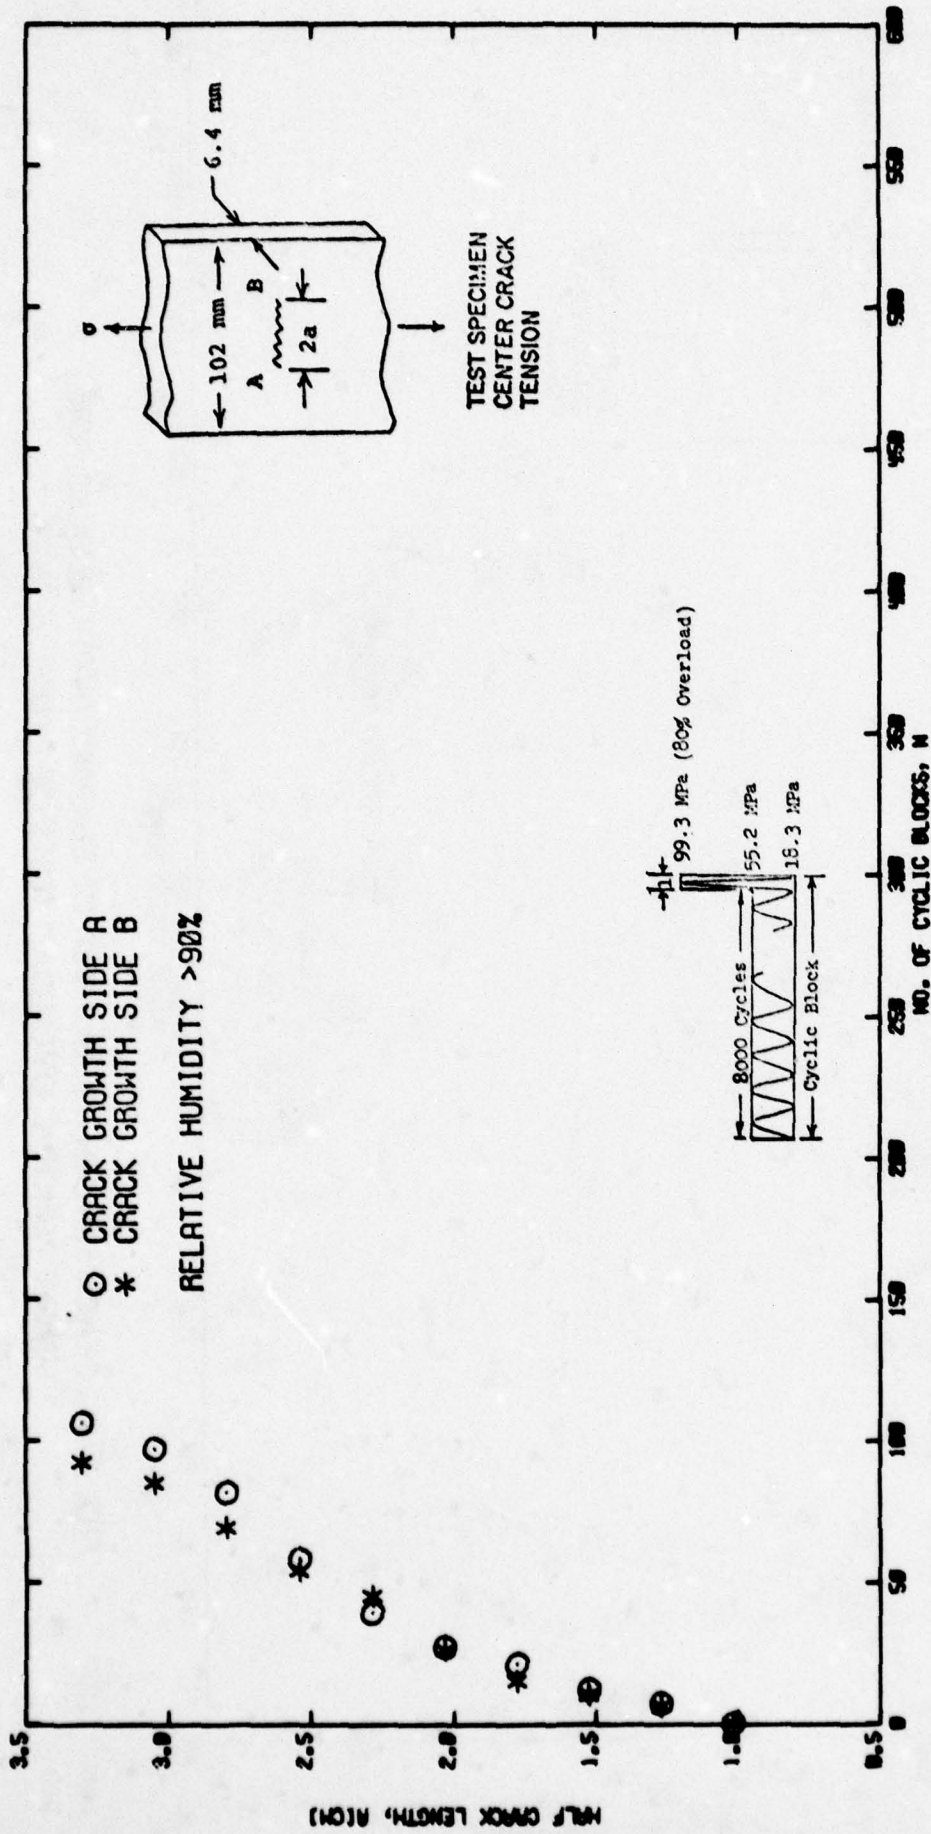 ⊙ CRACK GROWTH SIDE A
* CRACK GROWTH SIDE B
RELATIVE HUMIDITY >90%
σ
102 mm
6.4 mm
A
B
2a
TEST SPECIMEN
CENTER CRACK
TENSION
1
99.3 MPa (80% Overload)
8000 Cycles
55.2 MPa
18.3 MPa
Cyclic Block
HALF CRACK LENGTH, A(CM)
3.5
3.0
2.5
2.0
1.5
1.0
0.5
0
50
100
150
200
250
300
350
400
450
500
550
600
NO. OF CYCLIC BLOCKS, N